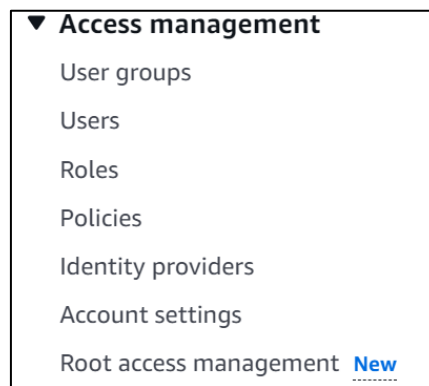 Access management
User groups
Users
Roles
Policies
Identity providers
Account settings
Root access management New